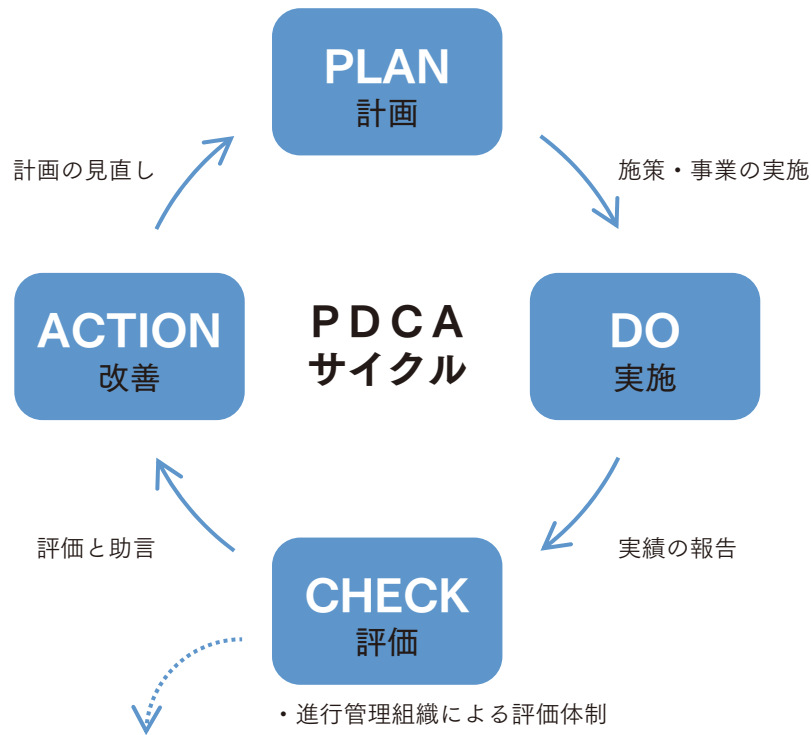 PLAN
計画
計画の見直し
施策・事業の実施
ACTION
改善
PDCA
サイクル
DO
実施
評価と助言
実績の報告
CHECK
評価
・進行管理組織による評価体制